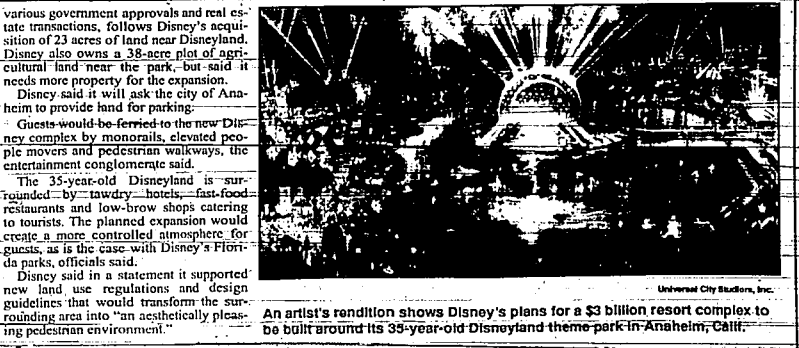 various government approvals and real es-
tate transactions, follows Disney's acqui-
sition of 23 acres of land near Disneyland.
Disney also owns a 38-acre plot of agri-
cultural land near the park, but said it
needs more property for the expansion.
Disney said it will ask the city of Ana-
heim to provide land for parking.
Guests would be ferried to the new Dis-
ney complex by monorails, elevated peo-
ple movers and pedestrian walkways, the
entertainment conglomerate said.
The 35-year-old Disneyland is sur-
rounded by tawdry hotels, fast-food
restaurants and low-brow shops catering
to tourists. The planned expansion would
create a more controlled atmosphere for
guests, as is the case with Disney's Flori-
da parks, officials said.
Disney said in a statement it supported
new land use regulations and design
guidelines that would transform the sur-
rounding area into "an aesthetically pleas-
ing pedestrian environment."
Universal City Studios, Inc.
An artist's rendition shows Disney's plans for a $3 billion resort complex to
be built around its 35-year-old Disneyland theme park in Anaheim, Calif.